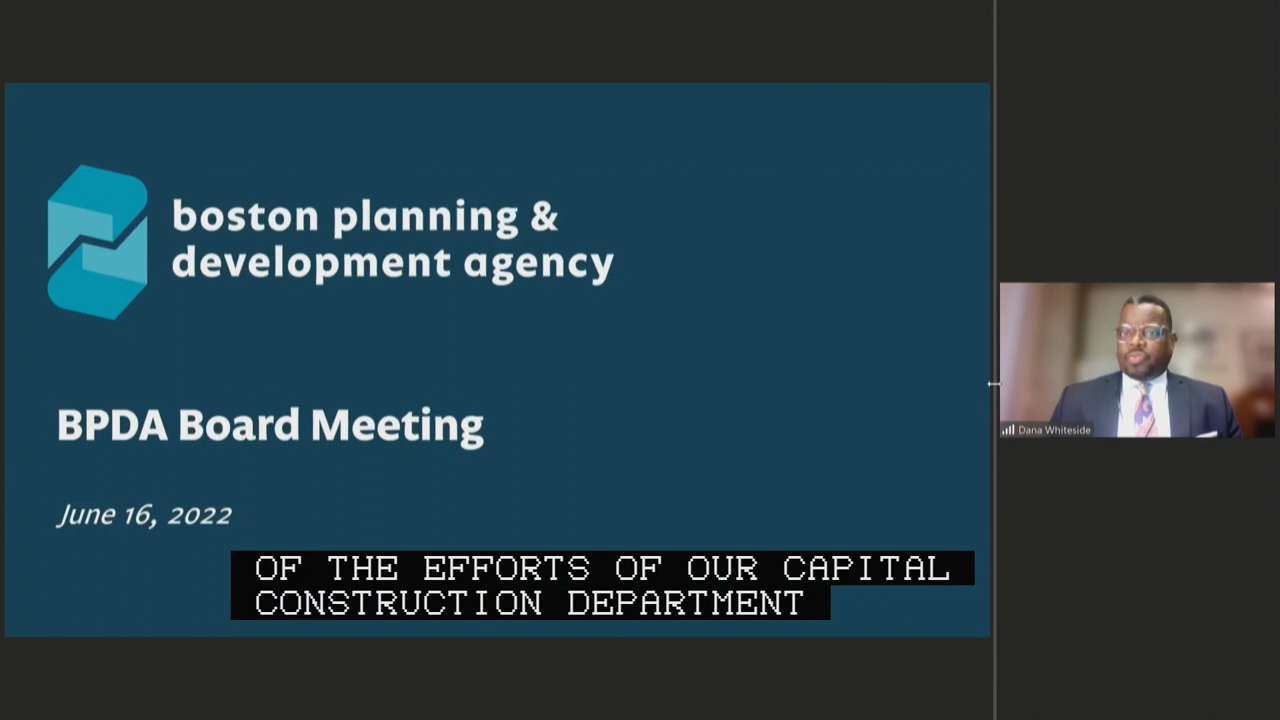 boston planning &
development agency
BPDA Board Meeting
June 16, 2022
OF THE EFFORTS OF OUR CAPITAL
CONSTRUCTION DEPARTMENT
Dana Whiteside